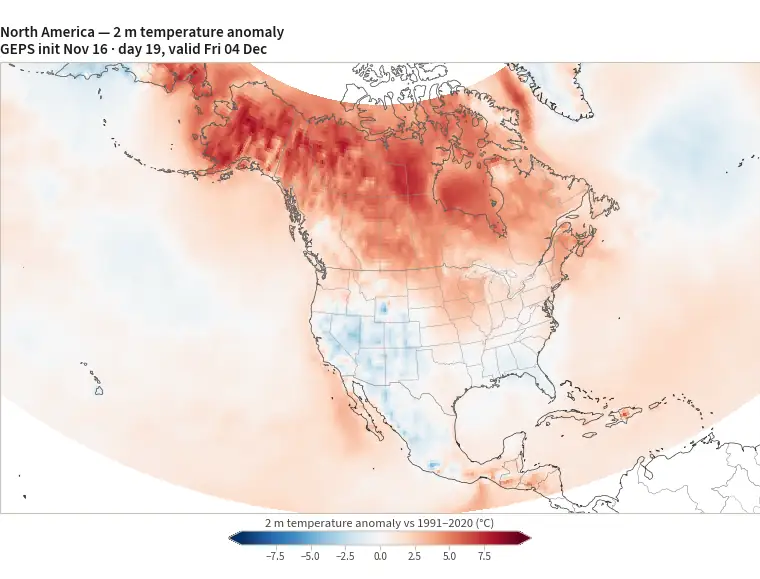 North America — 2 m temperature anomaly
GEPS init Nov 16 · day 19, valid Fri 04 Dec
2 m temperature anomaly vs 1991–2020 (°C)
−7.5 −5.0 −2.5 0.0 2.5 5.0 7.5